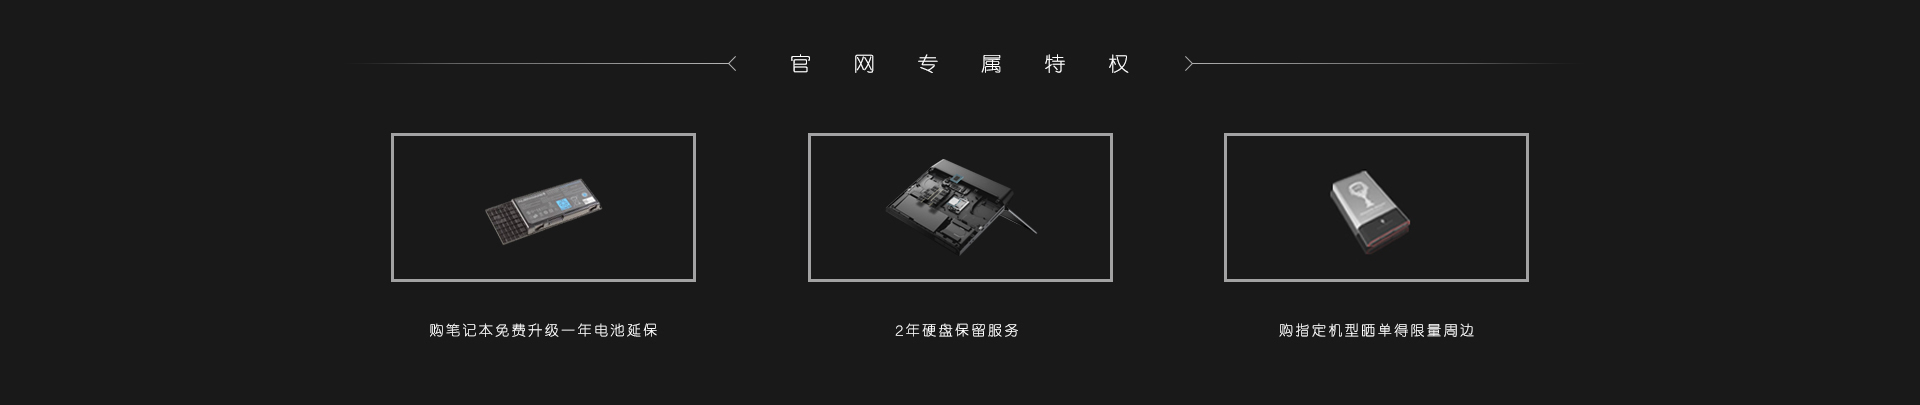 官网专属特权
购笔记本免费升级一年电池延保
2年硬盘保留服务
购指定机型晒单得限量周边